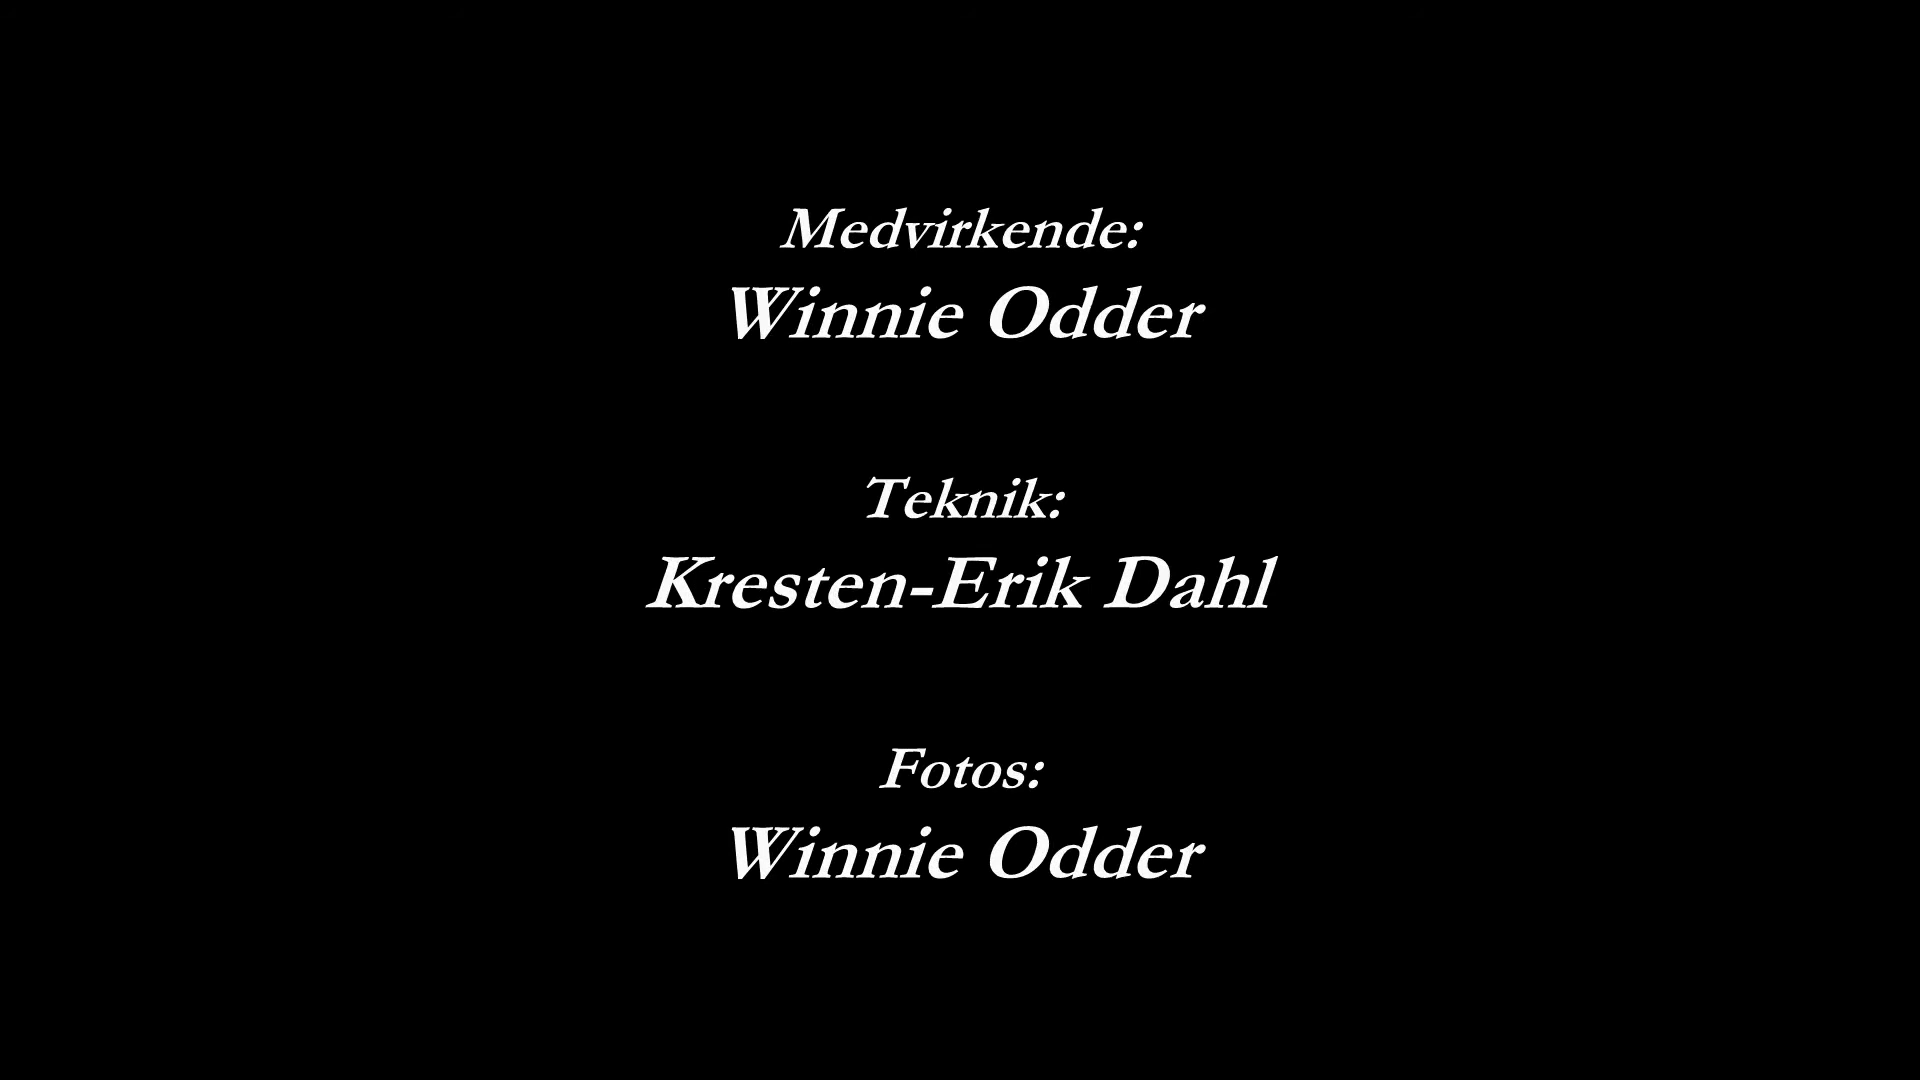 Medvirkende:
Winnie Odder
Teknik:
Kresten-Erik Dahl
Fotos:
Winnie Odder